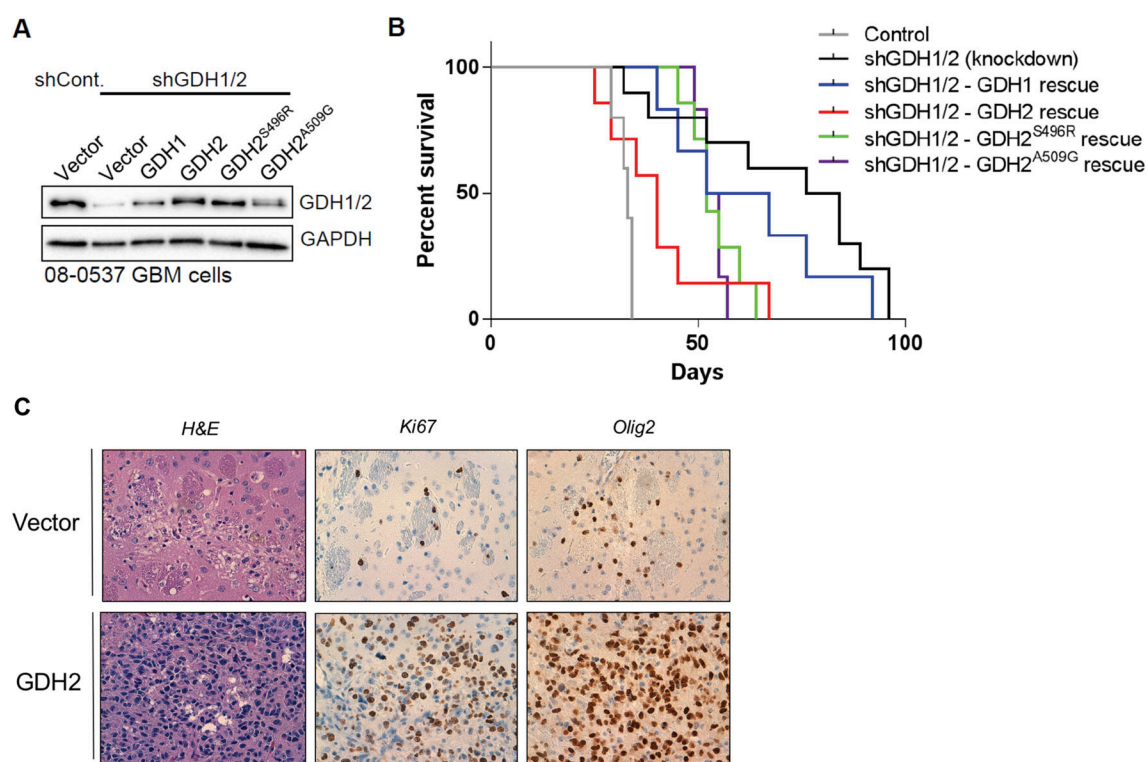 A
shCont. shGDH1/2
Vector Vector GDH1 GDH2 GDH2S496R GDH2A509G
GDH1/2
GAPDH
08-0537 GBM cells
B
Control
shGDH1/2 (knockdown)
shGDH1/2 - GDH1 rescue
shGDH1/2 - GDH2 rescue
shGDH1/2 - GDH2S496R rescue
shGDH1/2 - GDH2A509G rescue
Percent survival
100
50
0
0 50 100
Days
C
H&E Ki67 Olig2
Vector
GDH2